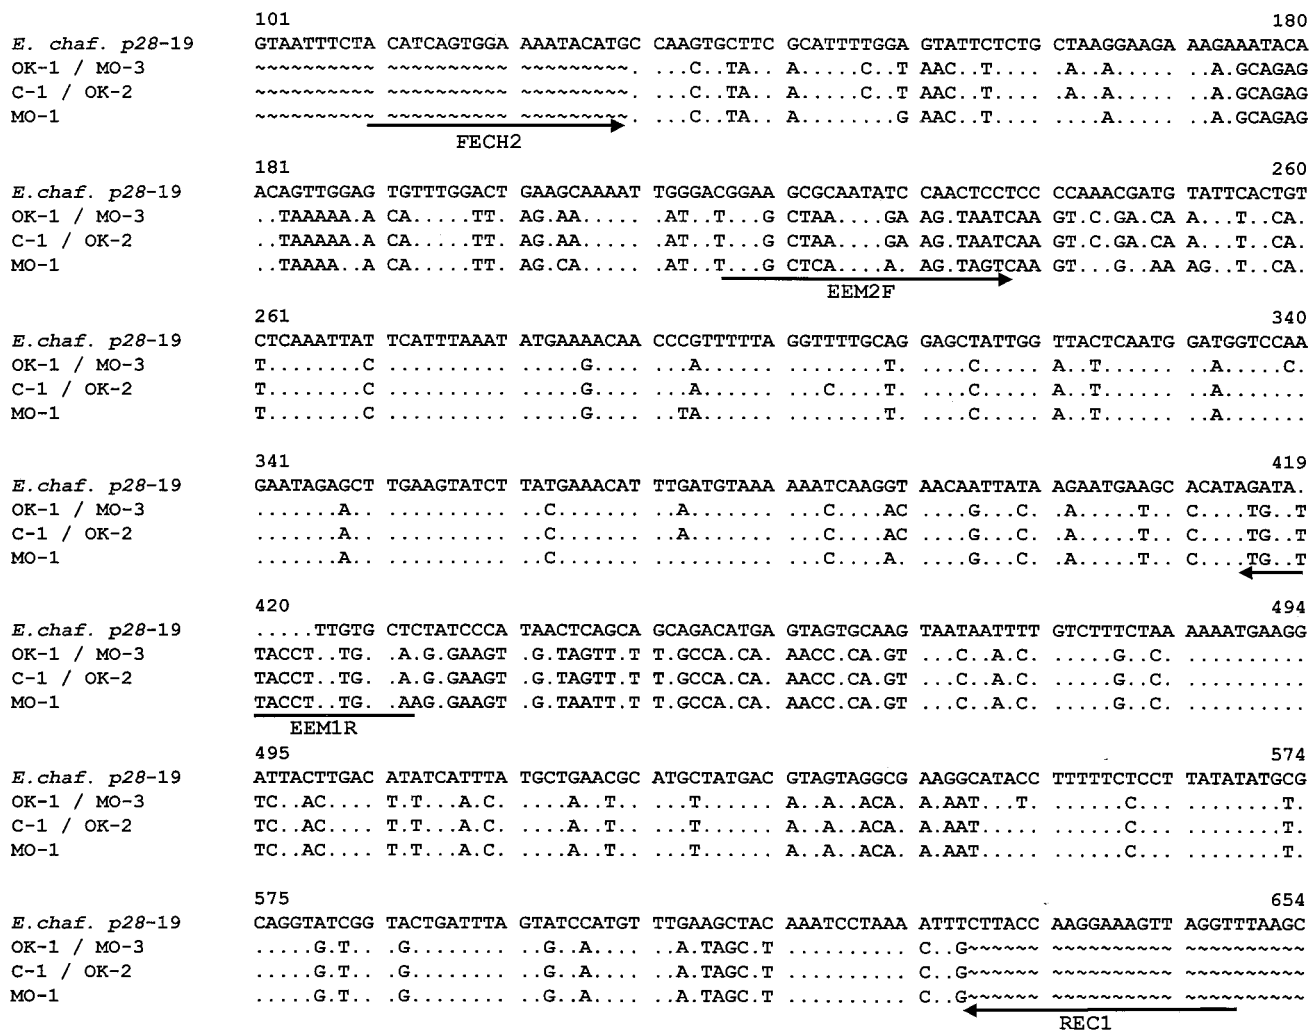 101 180
E. chaf. p28-19 GTAATTTCTA CATCAGTGGA AAATACATGC CAAGTGCTTC GCATTTTGGA GTATTCTCTG CTAAGGAAGA AAGAAATACA
OK-1 / MO-3 ~~~~~~~~~~ ~~~~~~~~~~ ~~~~~~~~~. ...C..TA.. A.....C..T AAC..T.... .A..A..... .A.GCAGAG
C-1 / OK-2 ~~~~~~~~~~ ~~~~~~~~~~ ~~~~~~~~~. ...C..TA.. A.....C..T AAC..T.... .A..A..... .A.GCAGAG
MO-1 ~~~~~~~~~~ ~~~~~~~~~~ ~~~~~~~~~. ...C..TA.. A........G AAC..T.... ....A..... .A.GCAGAG
FECH2
181 260
E.chaf. p28-19 ACAGTTGGAG TGTTTGGACT GAAGCAAAAT TGGGACGGAA GCGCAATATC CAACTCCTCC CCAAACGATG TATTCACTGT
OK-1 / MO-3 ..TAAAAA.A CA.....TT. AG.AA..... .AT..T...G CTAA....GA AG.TAATCAA GT.C.GA.CA A...T..CA.
C-1 / OK-2 ..TAAAAA.A CA.....TT. AG.AA..... .AT..T...G CTAA....GA AG.TAATCAA GT.C.GA.CA A...T..CA.
MO-1 ..TAAAA..A CA.....TT. AG.CA..... .AT..T...G CTCA....A. AG.TAGTCAA GT...G..AA AG..T..CA.
EEM2F
261 340
E.chaf. p28-19 CTCAAATTAT TCATTTAAAT ATGAAAACAA CCCGTTTTTA GGTTTTGCAG GAGCTATTGG TTACTCAATG GATGGTCCAA
OK-1 / MO-3 T........C .......... .....G.... ...A...... ........T. ....C..... A..T...... ..A.....C.
C-1 / OK-2 T........C .......... .....G.... ...A...... ...C....T. ....C..... A..T...... ..A.......
MO-1 T........C .......... .....G.... ..TA...... ........T. ....C..... A..T...... ..A.......
341 419
E.chaf. p28-19 GAATAGAGCT TGAAGTATCT TATGAAACAT TTGATGTAAA AAATCAAGGT AACAATTATA AGAATGAAGC ACATAGATA.
OK-1 / MO-3 .......A.. .......... ..C....... ..A....... ...C....AC ....G...C. .A.....T.. C....TG..T
C-1 / OK-2 .......A.. .......... ..C....... ..A....... ...C....AC ....G...C. .A.....T.. C....TG..T
MO-1 .......A.. .......... ..C....... .......... ...C....A. ....G...C. .A.....T.. C....TG..T
420 494
E.chaf. p28-19 .....TTGTG CTCTATCCCA TAACTCAGCA GCAGACATGA GTAGTGCAAG TAATAATTTT GTCTTTCTAA AAAATGAAGG
OK-1 / MO-3 TACCT..TG. .A.G.GAAGT .G.TAGTT.T T.GCCA.CA. AACC.CA.GT ...C..A.C. .....G..C. ..........
C-1 / OK-2 TACCT..TG. .A.G.GAAGT .G.TAGTT.T T.GCCA.CA. AACC.CA.GT ...C..A.C. .....G..C. ..........
MO-1 TACCT..TG. .AAG.GAAGT .G.TAATT.T T.GCCA.CA. AACC.CA.GT ...C..A.C. .....G..C. ..........
EEM1R
495 574
E.chaf. p28-19 ATTACTTGAC ATATCATTTA TGCTGAACGC ATGCTATGAC GTAGTAGGCG AAGGCATACC TTTTTCTCCT TATATATGCG
OK-1 / MO-3 TC..AC.... T.T...A.C. ....A..T.. ...T...... A..A..ACA. A.AAT...T. ......C... ........T.
C-1 / OK-2 TC..AC.... T.T...A.C. ....A..T.. ...T...... A..A..ACA. A.AAT..... ......C... ........T.
MO-1 TC..AC.... T.T...A.C. ....A..T.. ...T...... A..A..ACA. A.AAT..... ......C... ........T.
575 654
E.chaf. p28-19 CAGGTATCGG TACTGATTTA GTATCCATGT TTGAAGCTAC AAATCCTAAA ATTTCTTACC AAGGAAAGTT AGGTTTAAGC
OK-1 / MO-3 .....G.T.. .G........ ..G..A.... ..A.TAGC.T .......... C..G~~~~~~ ~~~~~~~~~~ ~~~~~~~~~~
C-1 / OK-2 .....G.T.. .G........ ..G..A.... ..A.TAGC.T .......... C..G~~~~~~ ~~~~~~~~~~ ~~~~~~~~~~
MO-1 .....G.T.. .G........ ..G..A.... ..A.TAGC.T .......... C..G~~~~~~ ~~~~~~~~~~ ~~~~~~~~~~
REC1